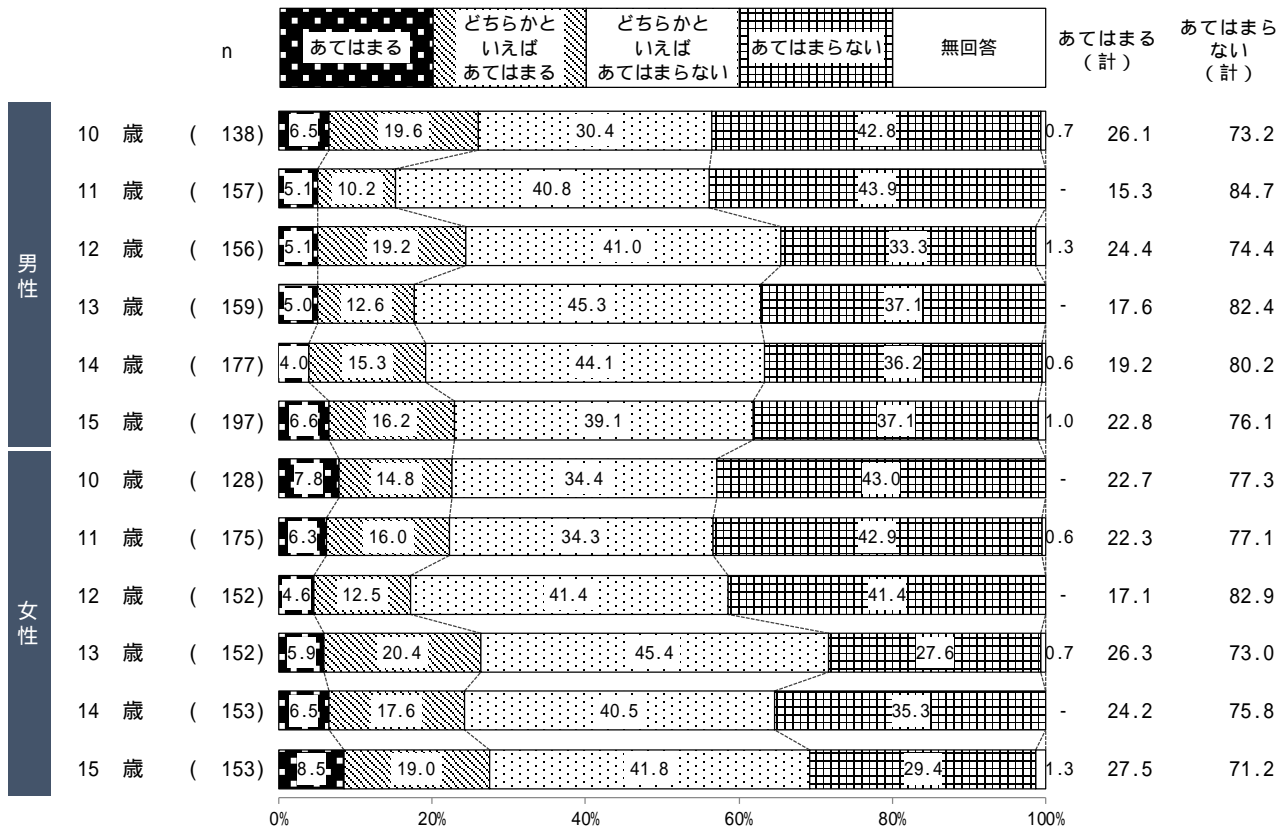 n
あてはまる
どちらかと
いえば
あてはまる
どちらかと
いえば
あてはまらない
あてはまらない
無回答
あてはまる
（計）
あてはまら
ない
（計）
男性
10 歳 ( 138) 6.5 19.6 30.4 42.8 0.7 26.1 73.2
11 歳 ( 157) 5.1 10.2 40.8 43.9 - 15.3 84.7
12 歳 ( 156) 5.1 19.2 41.0 33.3 1.3 24.4 74.4
13 歳 ( 159) 5.0 12.6 45.3 37.1 - 17.6 82.4
14 歳 ( 177) 4.0 15.3 44.1 36.2 0.6 19.2 80.2
15 歳 ( 197) 6.6 16.2 39.1 37.1 1.0 22.8 76.1
女性
10 歳 ( 128) 7.8 14.8 34.4 43.0 - 22.7 77.3
11 歳 ( 175) 6.3 16.0 34.3 42.9 0.6 22.3 77.1
12 歳 ( 152) 4.6 12.5 41.4 41.4 - 17.1 82.9
13 歳 ( 152) 5.9 20.4 45.4 27.6 0.7 26.3 73.0
14 歳 ( 153) 6.5 17.6 40.5 35.3 - 24.2 75.8
15 歳 ( 153) 8.5 19.0 41.8 29.4 1.3 27.5 71.2
0% 20% 40% 60% 80% 100%